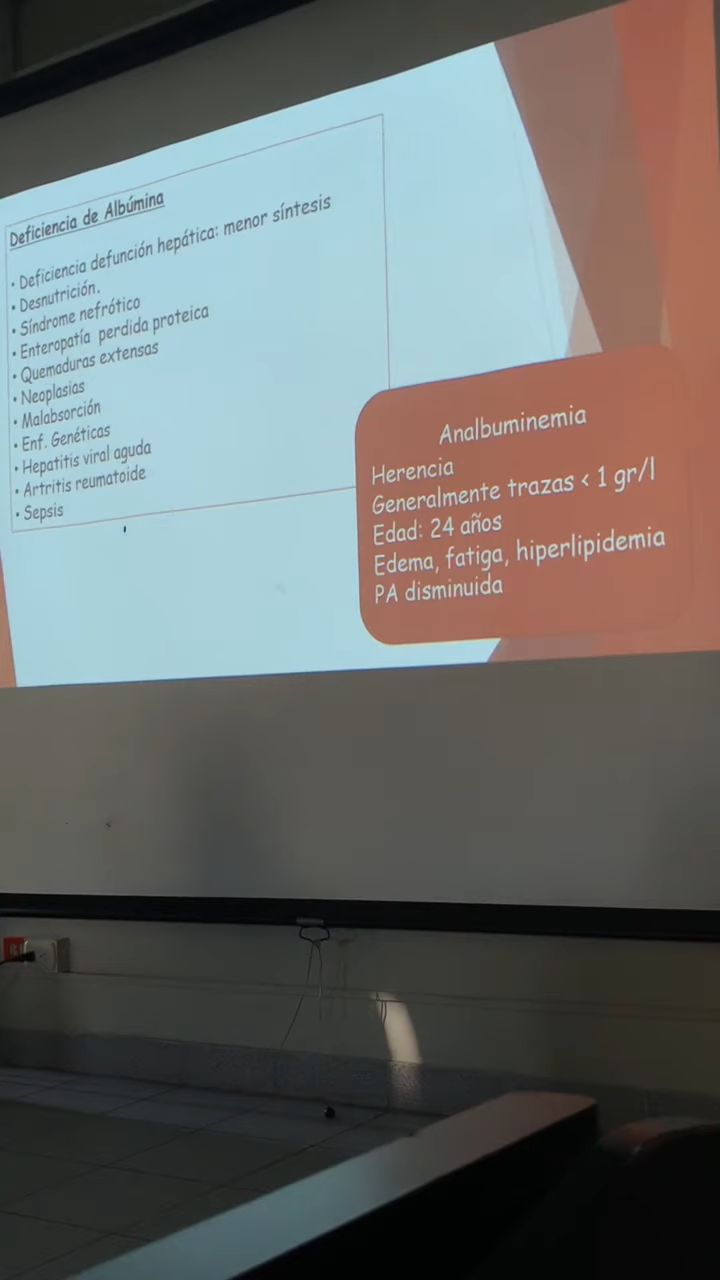 Deficiencia de Albúmina
• Deficiencia defunción hepática: menor síntesis
• Desnutrición.
• Síndrome nefrótico
• Enteropatía perdida proteica
• Quemaduras extensas
• Neoplasias
• Malabsorción
• Enf. Genéticas
• Hepatitis viral aguda
• Artritis reumatoide
• Sepsis
Analbuminemia
Herencia
Generalmente trazas < 1 gr/l
Edad: 24 años
Edema, fatiga, hiperlipidemia
PA disminuida